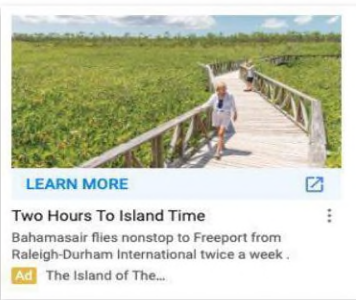 LEARN MORE
Two Hours To Island Time
Bahamasair flies nonstop to Freeport from
Raleigh-Durham International twice a week .
Ad The Island of The...